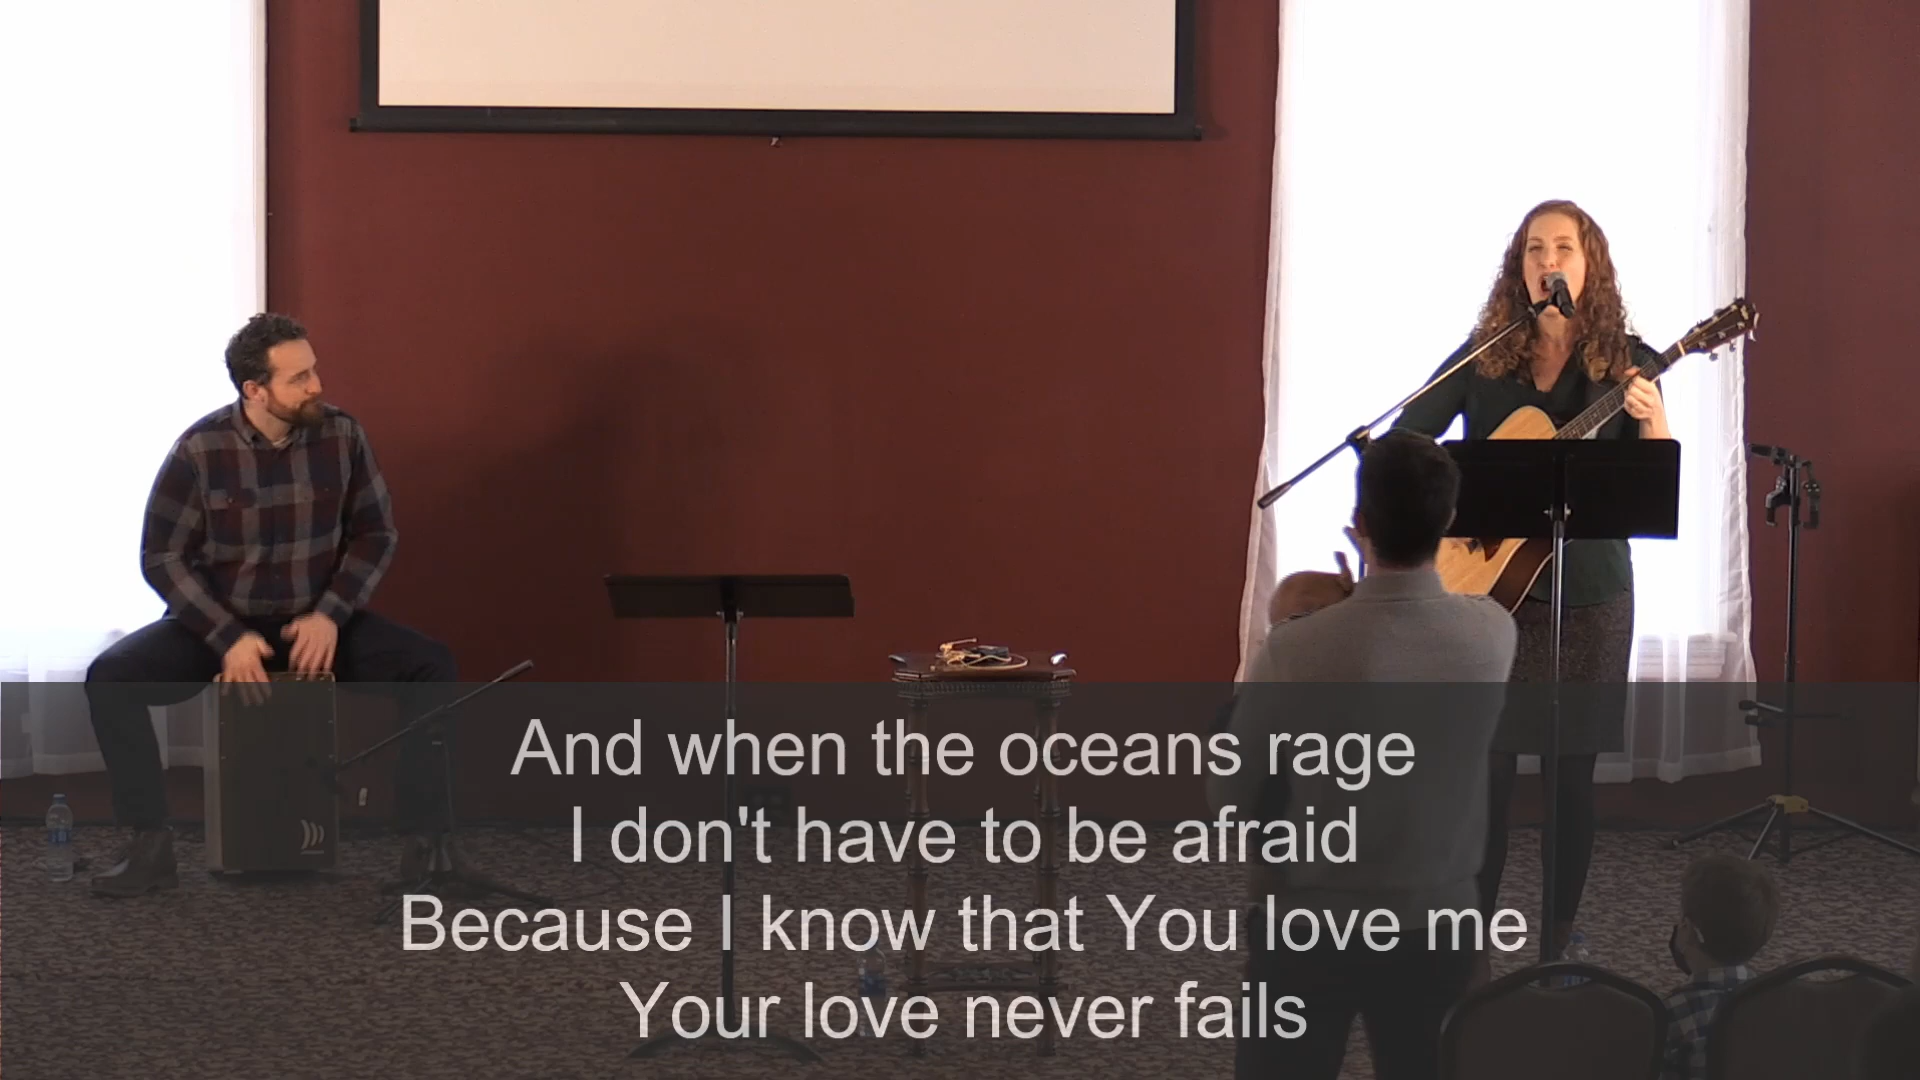 And when the oceans rage
I don't have to be afraid
Because I know that You love me
Your love never fails